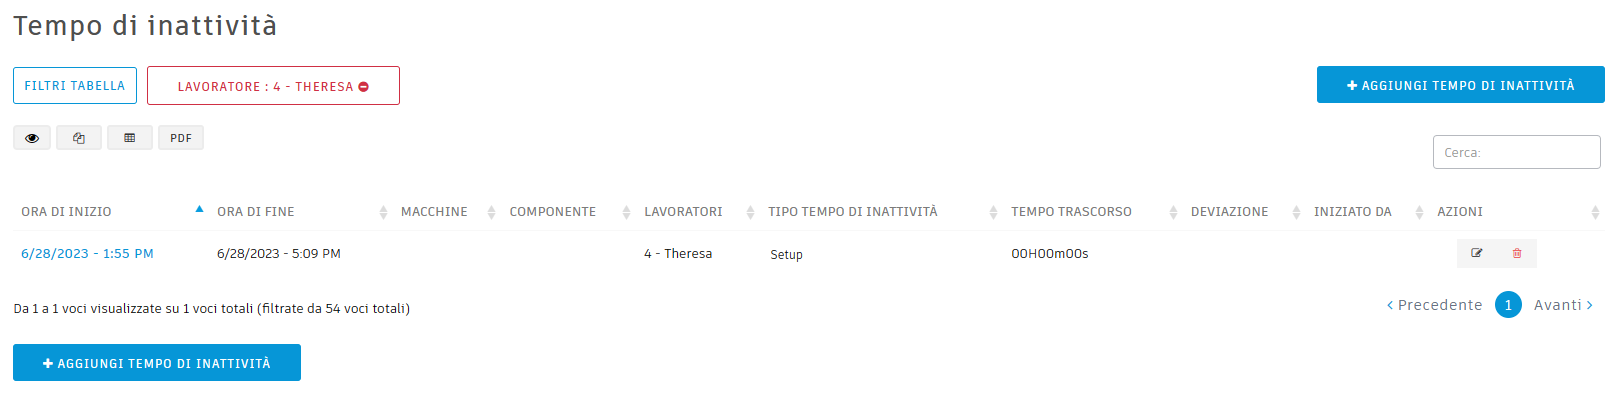 Tempo di inattività
FILTRI TABELLA LAVORATORE : 4 - THERESA AGGIUNGI TEMPO DI INATTIVITÀ
PDF
Cerca:
ORA DI INIZIO ORA DI FINE MACCHINE COMPONENTE LAVORATORI TIPO TEMPO DI INATTIVITÀ TEMPO TRASCORSO DEVIAZIONE INIZIATO DA AZIONI
6/28/2023 - 1:55 PM 6/28/2023 - 5:09 PM 4 - Theresa Setup 00H00m00s
Da 1 a 1 voci visualizzate su 1 voci totali (filtrate da 54 voci totali) Precedente 1 Avanti
AGGIUNGI TEMPO DI INATTIVITÀ